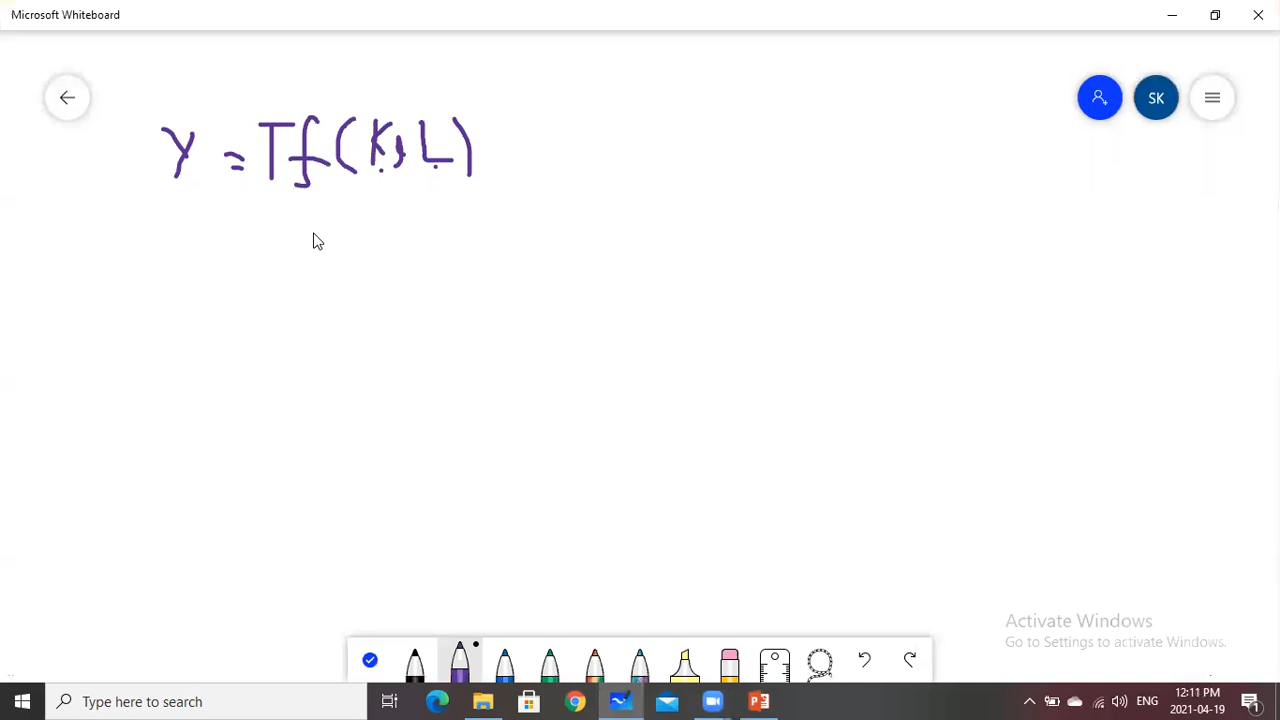 Microsoft Whiteboard
SK
Y = Tf(K, L)
Activate Windows
Go to Settings to activate Windows.
Type here to search
ENG
12:11 PM
2021-04-19
1